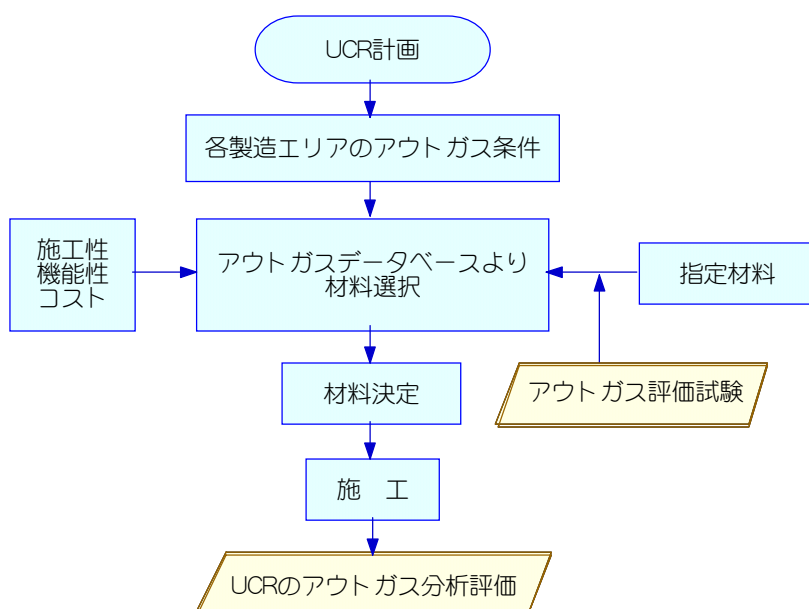 UCR計画
各製造エリアのアウトガス条件
施工性
機能性
コスト
アウトガスデータベースより
材料選択
指定材料
材料決定
アウトガス評価試験
施　工
UCRのアウトガス分析評価